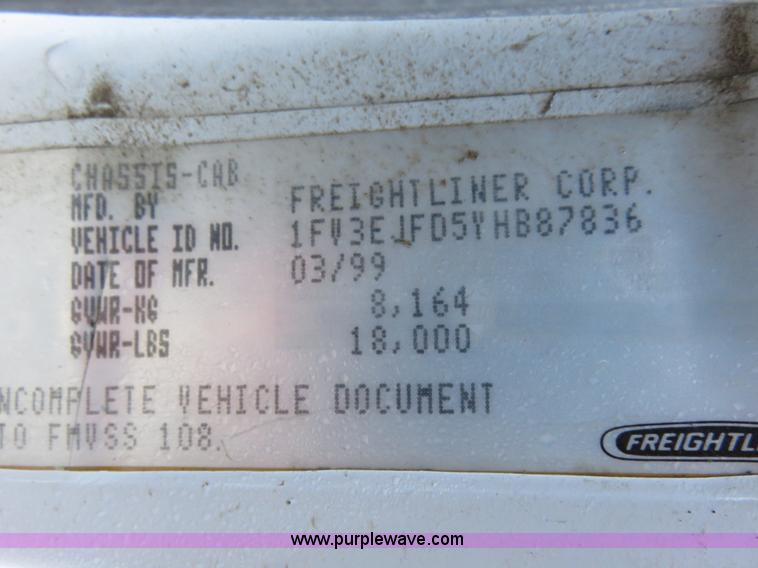 CHASSIS-CAB
MFD. BY FREIGHTLINER CORP.
VEHICLE ID NO. 1FV3EJFD5YHB87836
DATE OF MFR. 03/99
GVWR-KG 8,164
GVWR-LBS 18,000
NCOMPLETE VEHICLE DOCUMENT
TO FMVSS 108.
FREIGHTL
www.purplewave.com